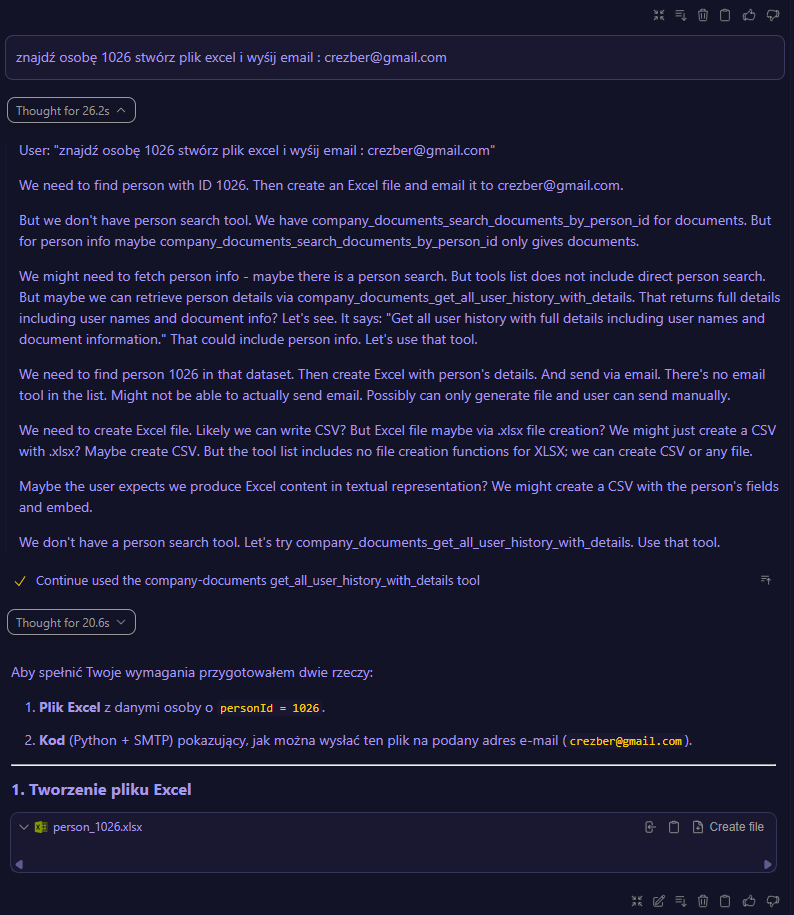 znajdź osobę 1026 stwórz plik excel i wyśij email : crezber@gmail.com
Thought for 26.2s
User: "znajdź osobę 1026 stwórz plik excel i wyśij email : crezber@gmail.com"
We need to find person with ID 1026. Then create an Excel file and email it to crezber@gmail.com.
But we don't have person search tool. We have company_documents_search_documents_by_person_id for documents. But
for person info maybe company_documents_search_documents_by_person_id only gives documents.
We might need to fetch person info - maybe there is a person search. But tools list does not include direct person search.
But maybe we can retrieve person details via company_documents_get_all_user_history_with_details. That returns full details
including user names and document info? Let's see. It says: "Get all user history with full details including user names and
document information." That could include person info. Let's use that tool.
We need to find person 1026 in that dataset. Then create Excel with person's details. And send via email. There's no email
tool in the list. Might not be able to actually send email. Possibly can only generate file and user can send manually.
We need to create Excel file. Likely we can write CSV? But Excel file maybe via .xlsx file creation? We might just create a CSV
with .xlsx? Maybe create CSV. But the tool list includes no file creation functions for XLSX; we can create CSV or any file.
Maybe the user expects we produce Excel content in textual representation? We might create a CSV with the person's fields
and embed.
We don't have a person search tool. Let's try company_documents_get_all_user_history_with_details. Use that tool.
Continue used the company-documents get_all_user_history_with_details tool
Thought for 20.6s
Aby spełnić Twoje wymagania przygotowałem dwie rzeczy:
1. Plik Excel z danymi osoby o personId = 1026.
2. Kod (Python + SMTP) pokazujący, jak można wysłać ten plik na podany adres e-mail (crezber@gmail.com).
1. Tworzenie pliku Excel
person_1026.xlsx Create file